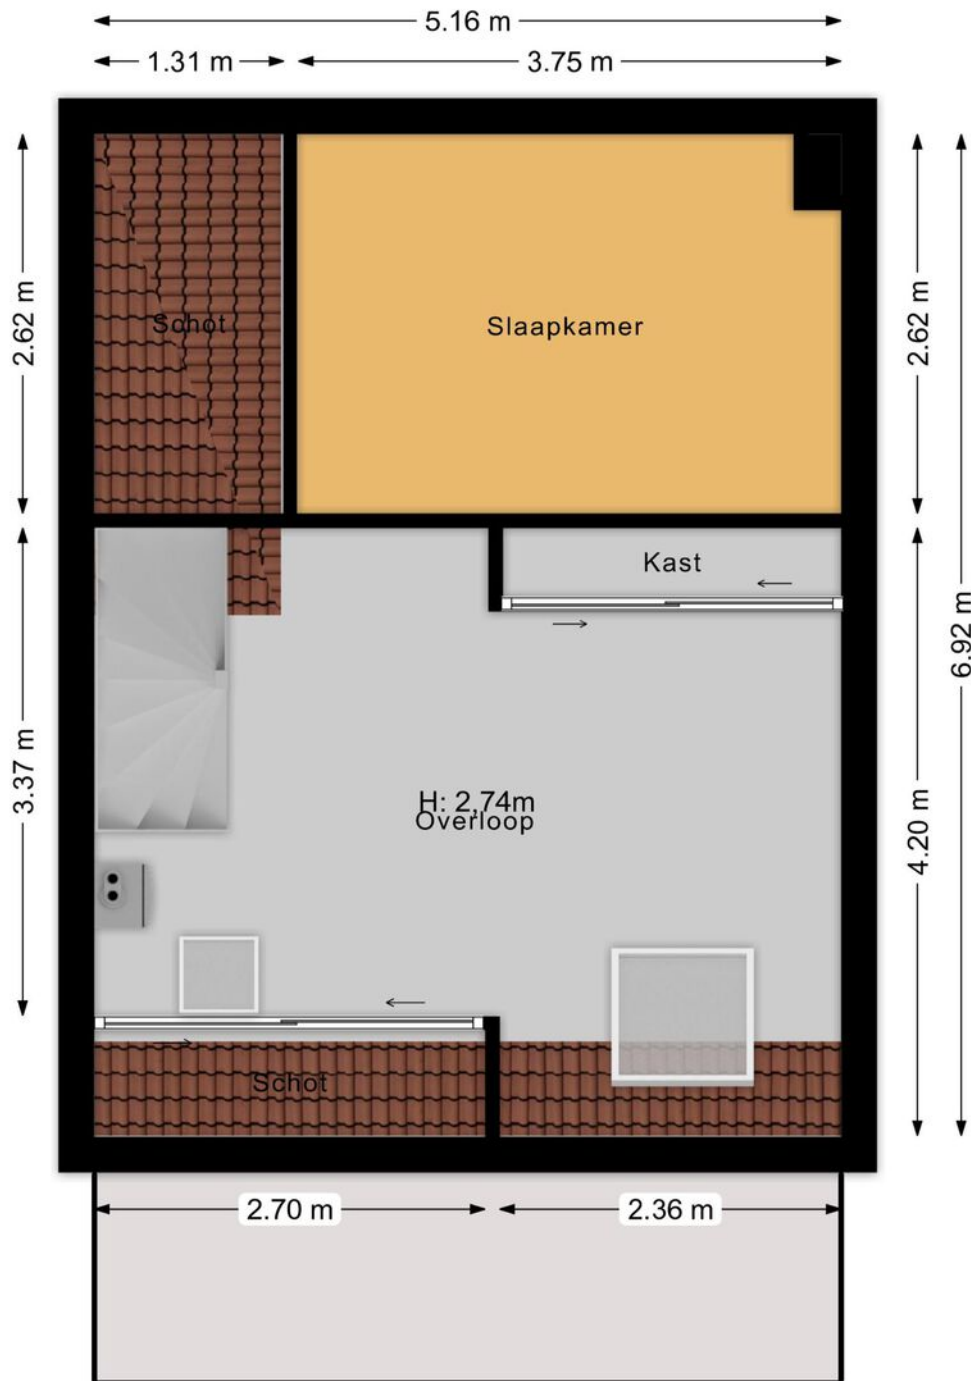 5.16 m
1.31 m
3.75 m
2.62 m
Schot
Slaapkamer
2.62 m
Kast
6.92 m
3.37 m
H: 2,74m
Overloop
4.20 m
Schot
2.70 m
2.36 m